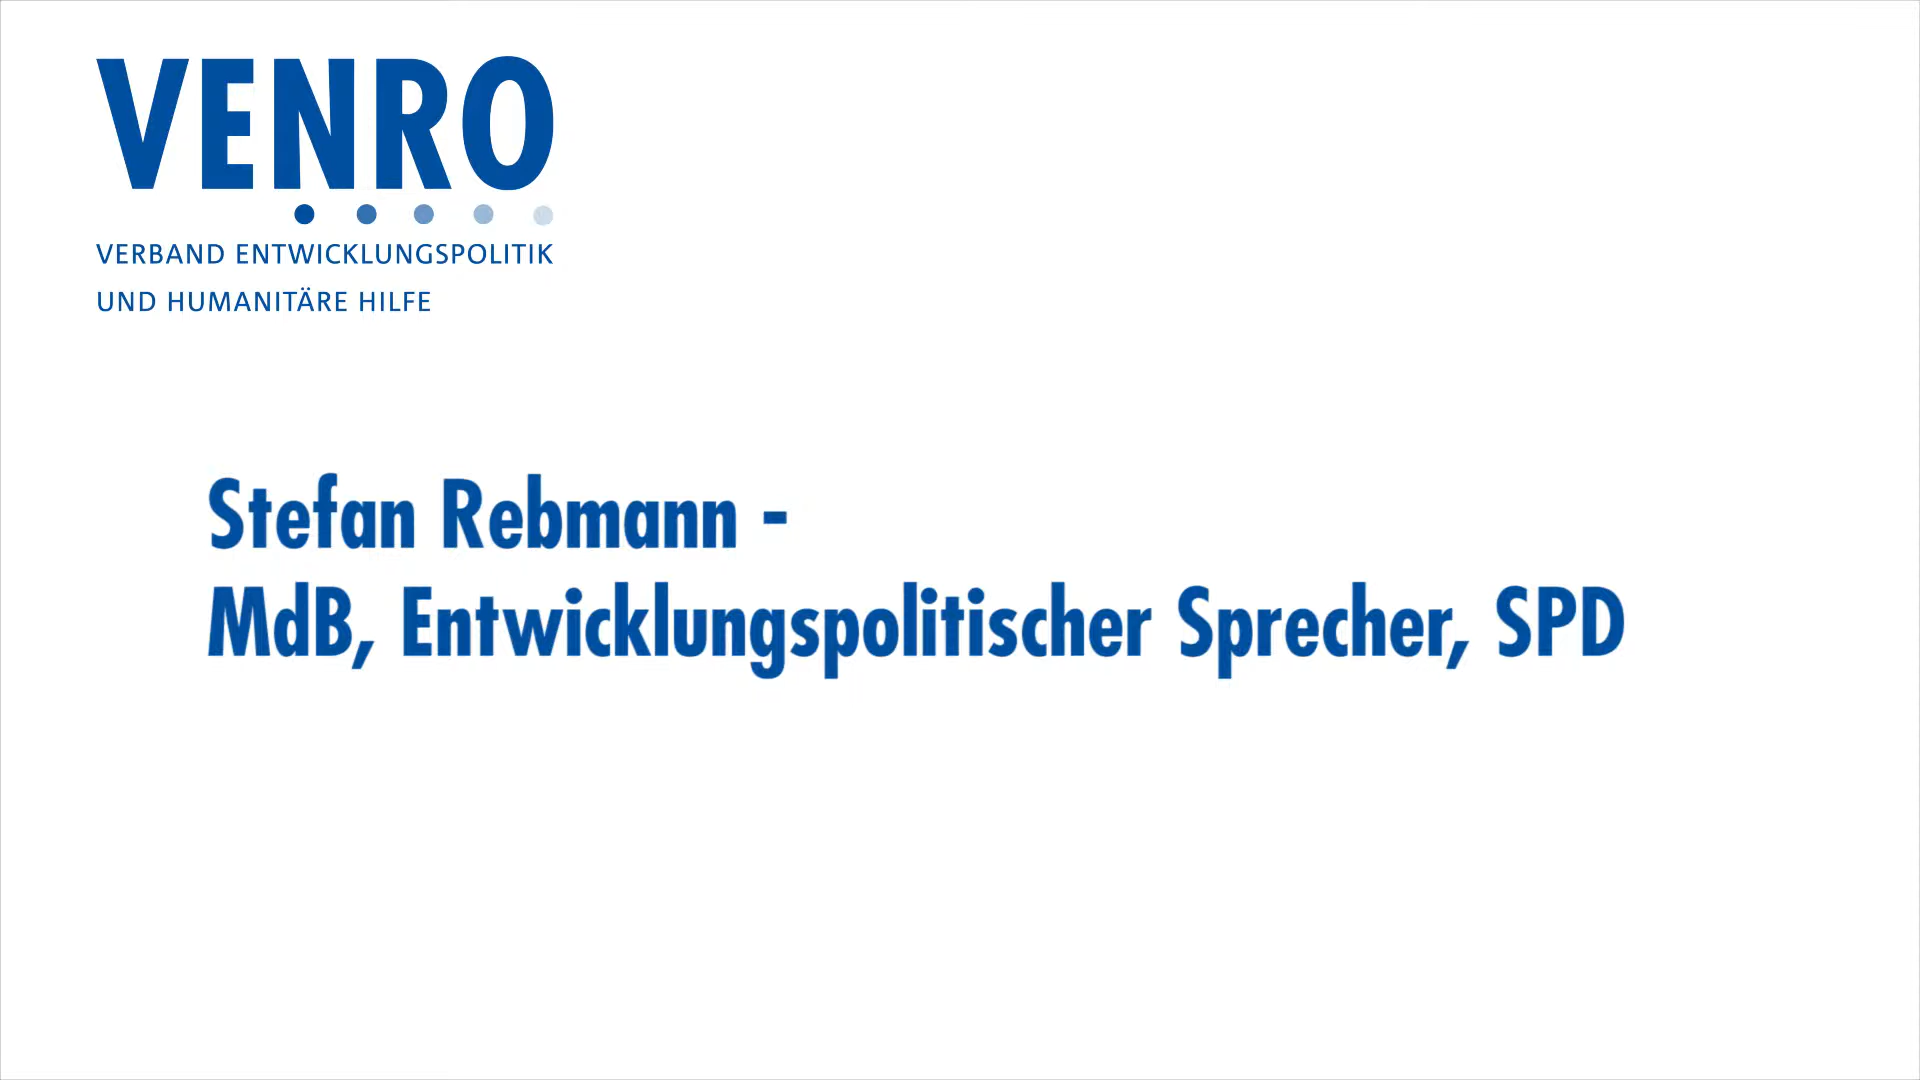 VENRO
VERBAND ENTWICKLUNGSPOLITIK
UND HUMANITÄRE HILFE
Stefan Rebmann -
MdB, Entwicklungspolitischer Sprecher, SPD